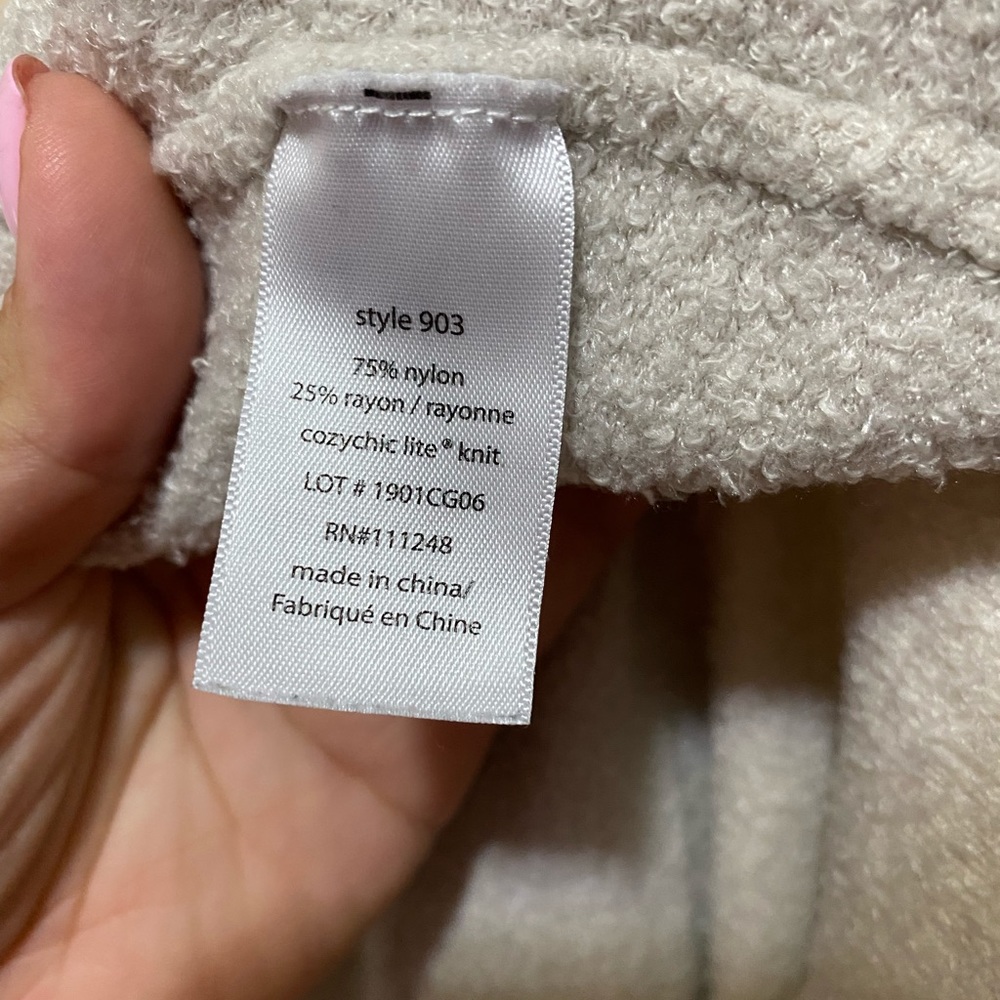 style 903
75% nylon
25% rayon / rayonne
cozychic lite® knit
LOT # 1901CG06
RN#111248
made in china/
Fabriqué en Chine